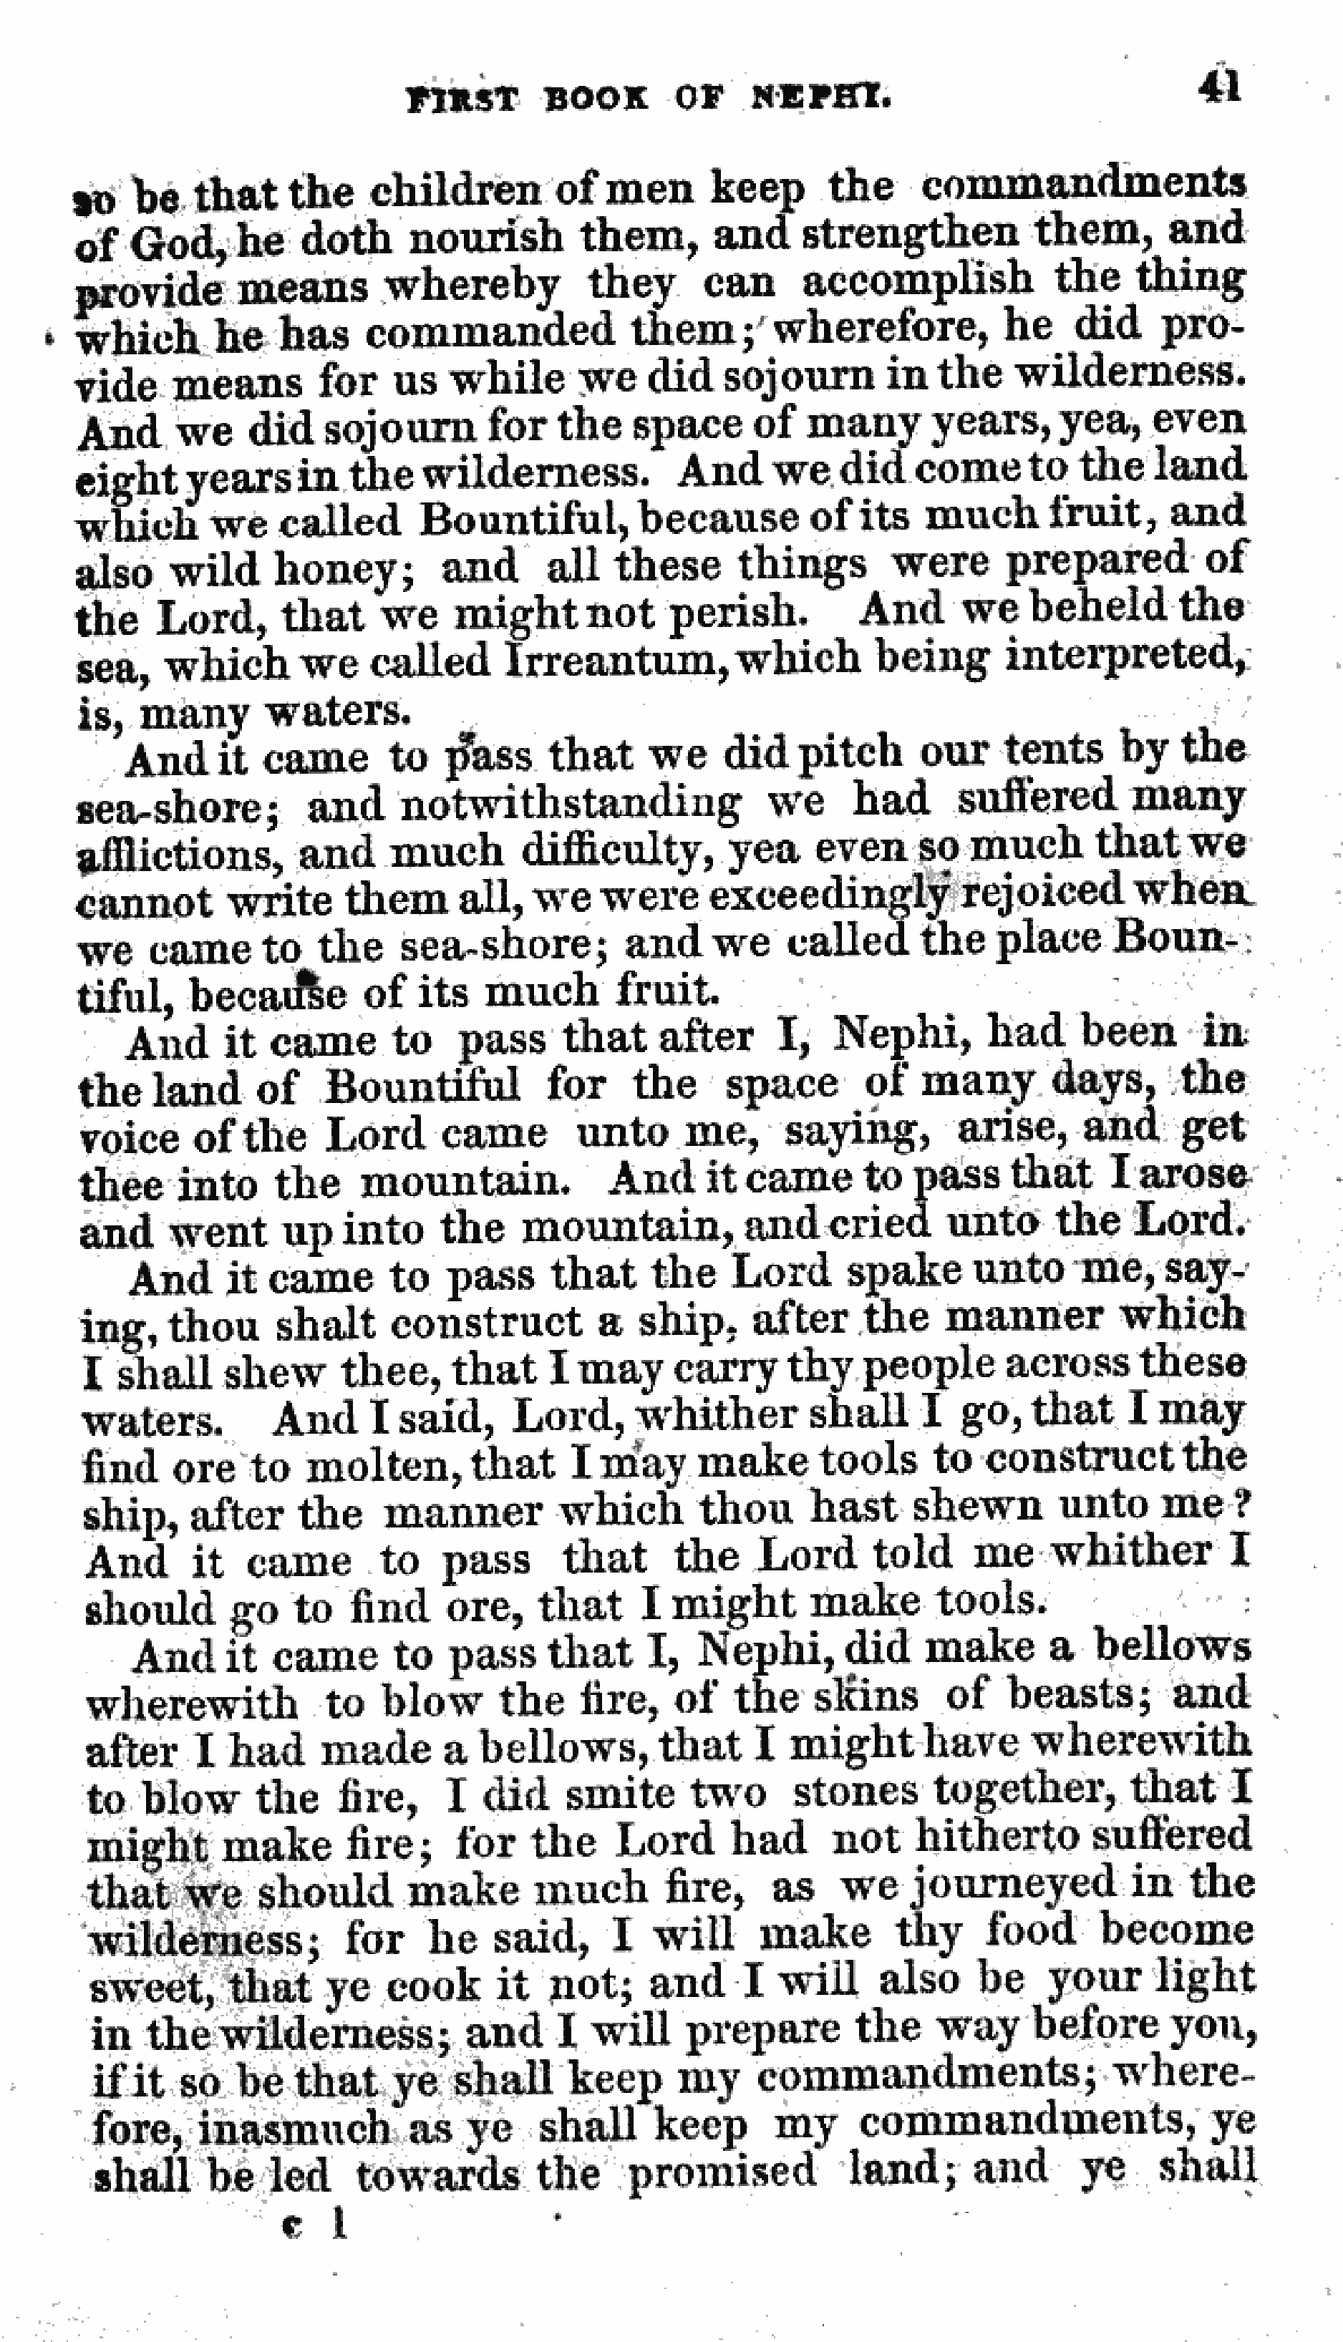 FIRST BOOK OF NEPHI. 41
so be that the children of men keep the commandments
of God, he doth nourish them, and strengthen them, and
provide means whereby they can accomplish the thing
which he has commanded them; wherefore, he did pro-
vide means for us while we did sojourn in the wilderness.
And we did sojourn for the space of many years, yea, even
eight years in the wilderness. And we did come to the land
which we called Bountiful, because of its much fruit, and
also wild honey; and all these things were prepared of
the Lord, that we might not perish. And we beheld the
sea, which we called Irreantum, which being interpreted,
is, many waters.
And it came to pass that we did pitch our tents by the
sea-shore; and notwithstanding we had suffered many
afflictions, and much difficulty, yea even so much that we
cannot write them all, we were exceedingly rejoiced when
we came to the sea-shore; and we called the place Boun-
tiful, because of its much fruit.
And it came to pass that after I, Nephi, had been in
the land of Bountiful for the space of many days, the
voice of the Lord came unto me, saying, arise, and get
thee into the mountain. And it came to pass that I arose
and went up into the mountain, and cried unto the Lord.
And it came to pass that the Lord spake unto me, say-
ing, thou shalt construct a ship, after the manner which
I shall shew thee, that I may carry thy people across these
waters. And I said, Lord, whither shall I go, that I may
find ore to molten, that I may make tools to construct the
ship, after the manner which thou hast shewn unto me?
And it came to pass that the Lord told me whither I
should go to find ore, that I might make tools.
And it came to pass that I, Nephi, did make a bellows
wherewith to blow the fire, of the skins of beasts; and
after I had made a bellows, that I might have wherewith
to blow the fire, I did smite two stones together, that I
might make fire; for the Lord had not hitherto suffered
that we should make much fire, as we journeyed in the
wilderness; for he said, I will make thy food become
sweet, that ye cook it not; and I will also be your light
in the wilderness; and I will prepare the way before you,
if it so be that ye shall keep my commandments; where-
fore, inasmuch as ye shall keep my commandments, ye
shall be led towards the promised land; and ye shall
c 1